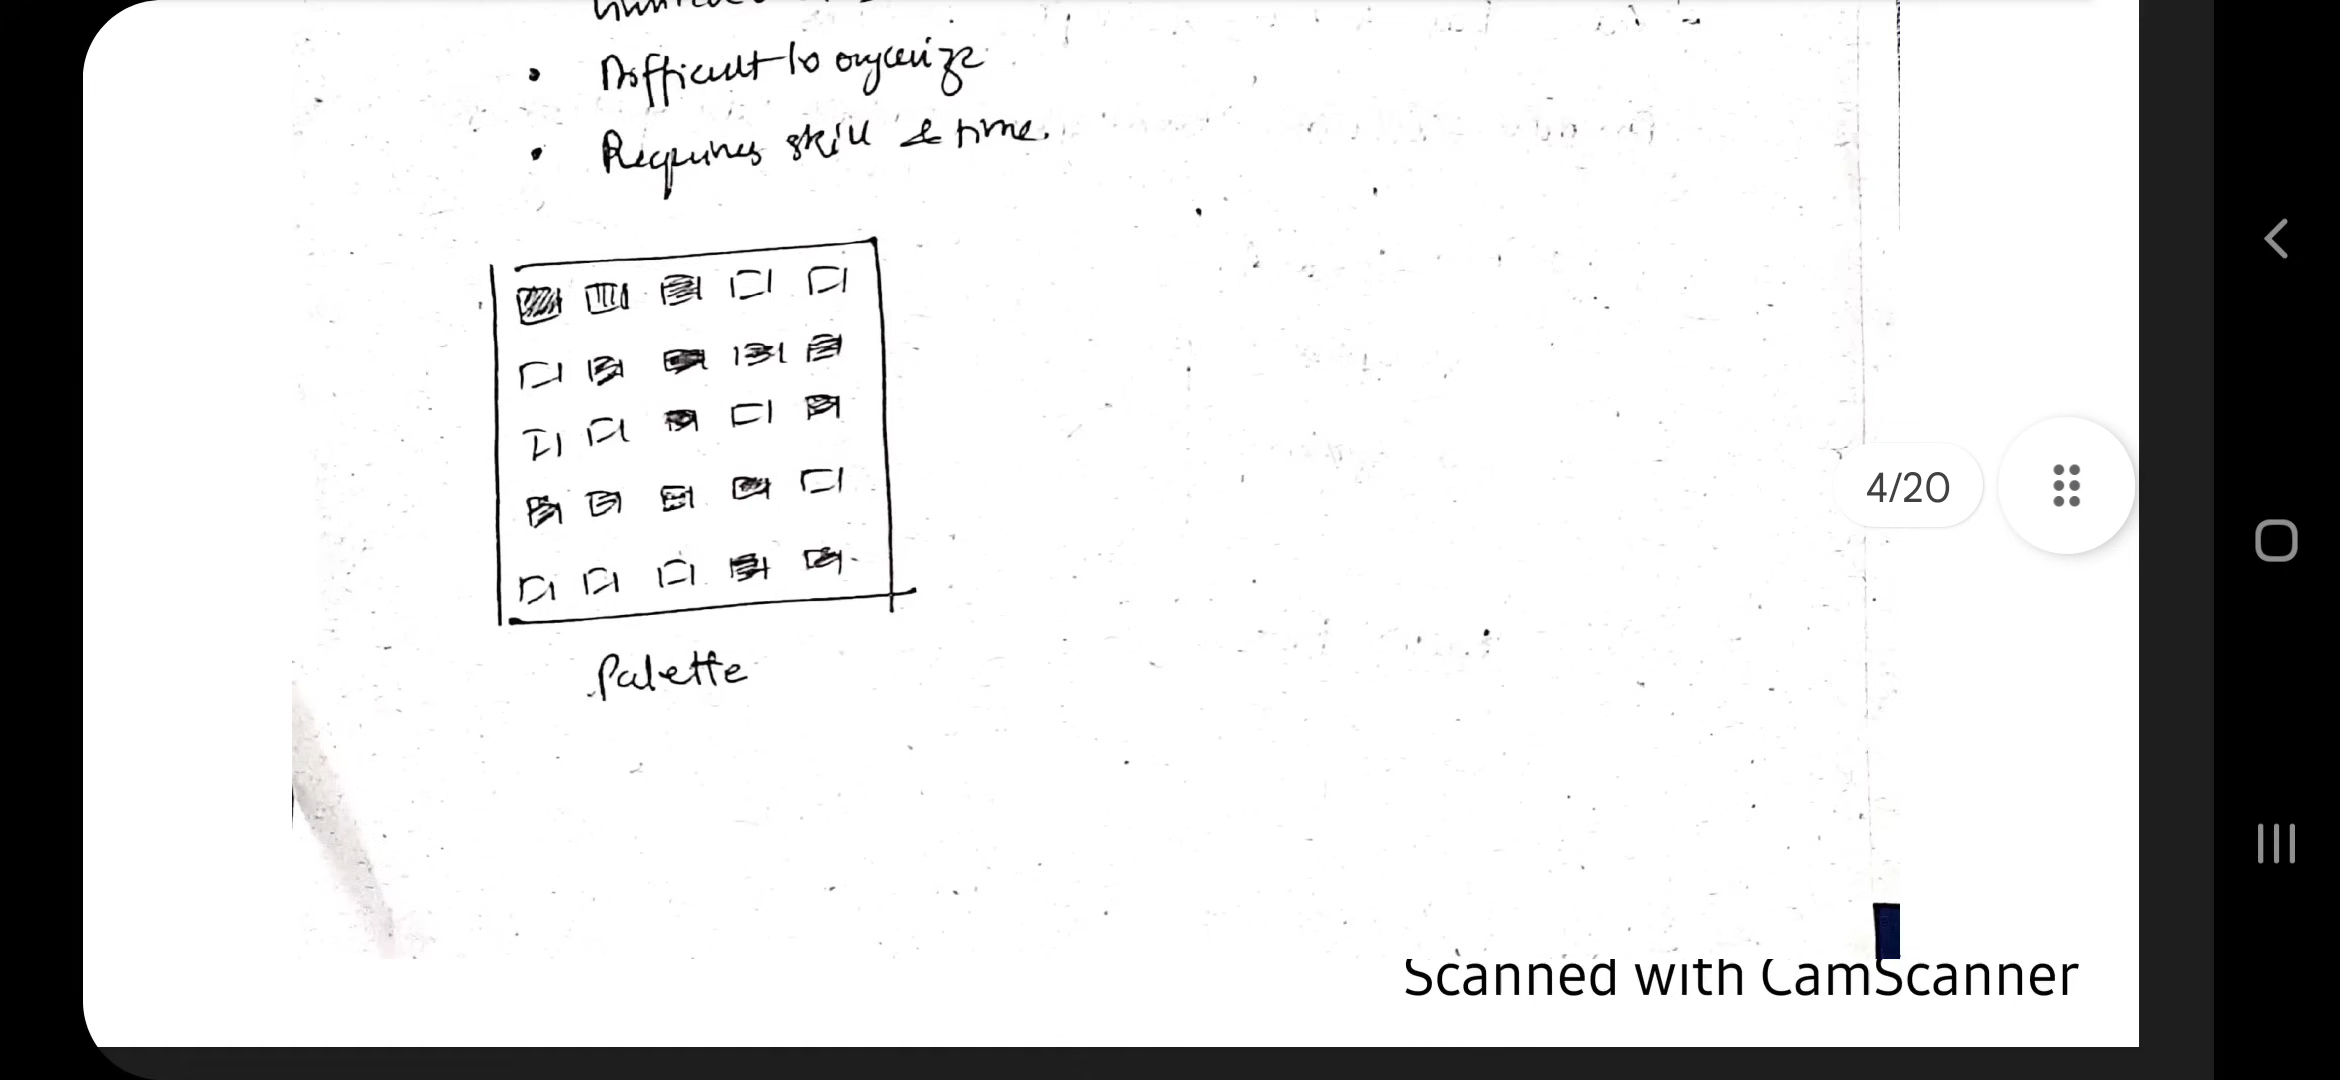 • Difficult to organize
• Requires skill & time.
4/20
Palette
Scanned with CamScanner